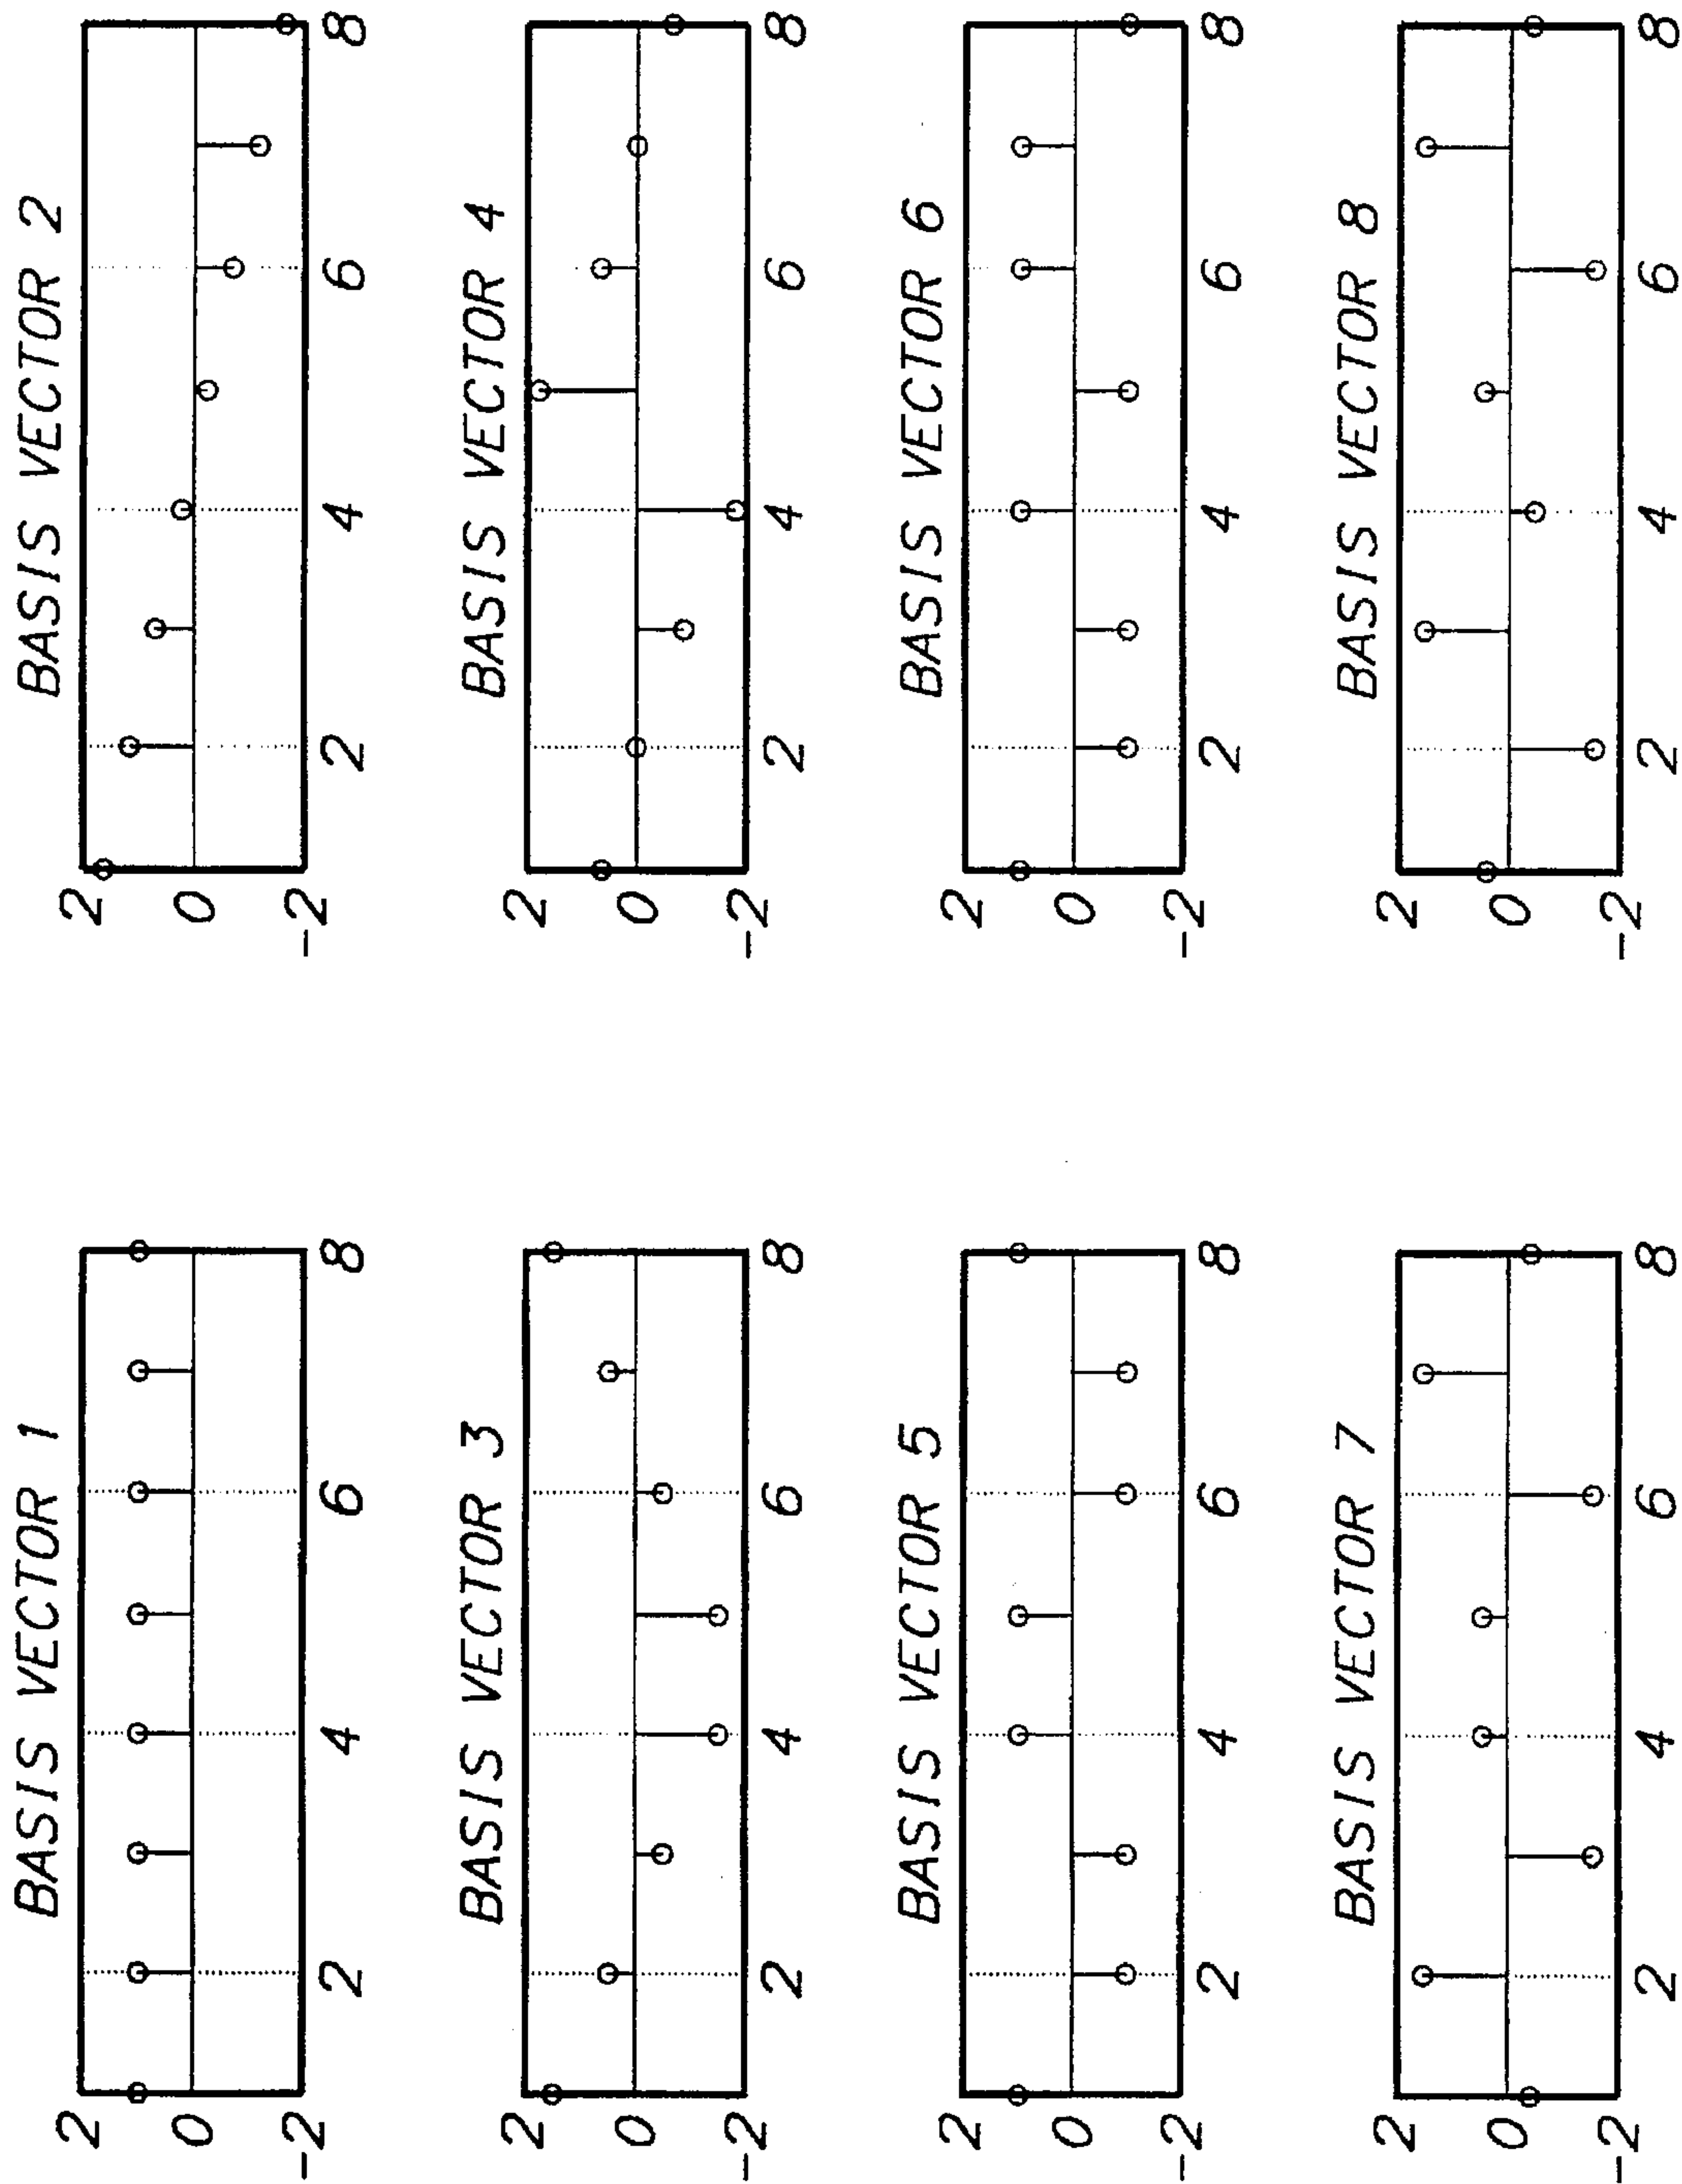 BASIS VECTOR 1
2
0
-2
2 4 6 8
BASIS VECTOR 2
2
0
-2
2 4 6 8
BASIS VECTOR 3
2
0
-2
2 4 6 8
BASIS VECTOR 4
2
0
-2
2 4 6 8
BASIS VECTOR 5
2
0
-2
2 4 6 8
BASIS VECTOR 6
2
0
-2
2 4 6 8
BASIS VECTOR 7
2
0
-2
2 4 6 8
BASIS VECTOR 8
2
0
-2
2 4 6 8